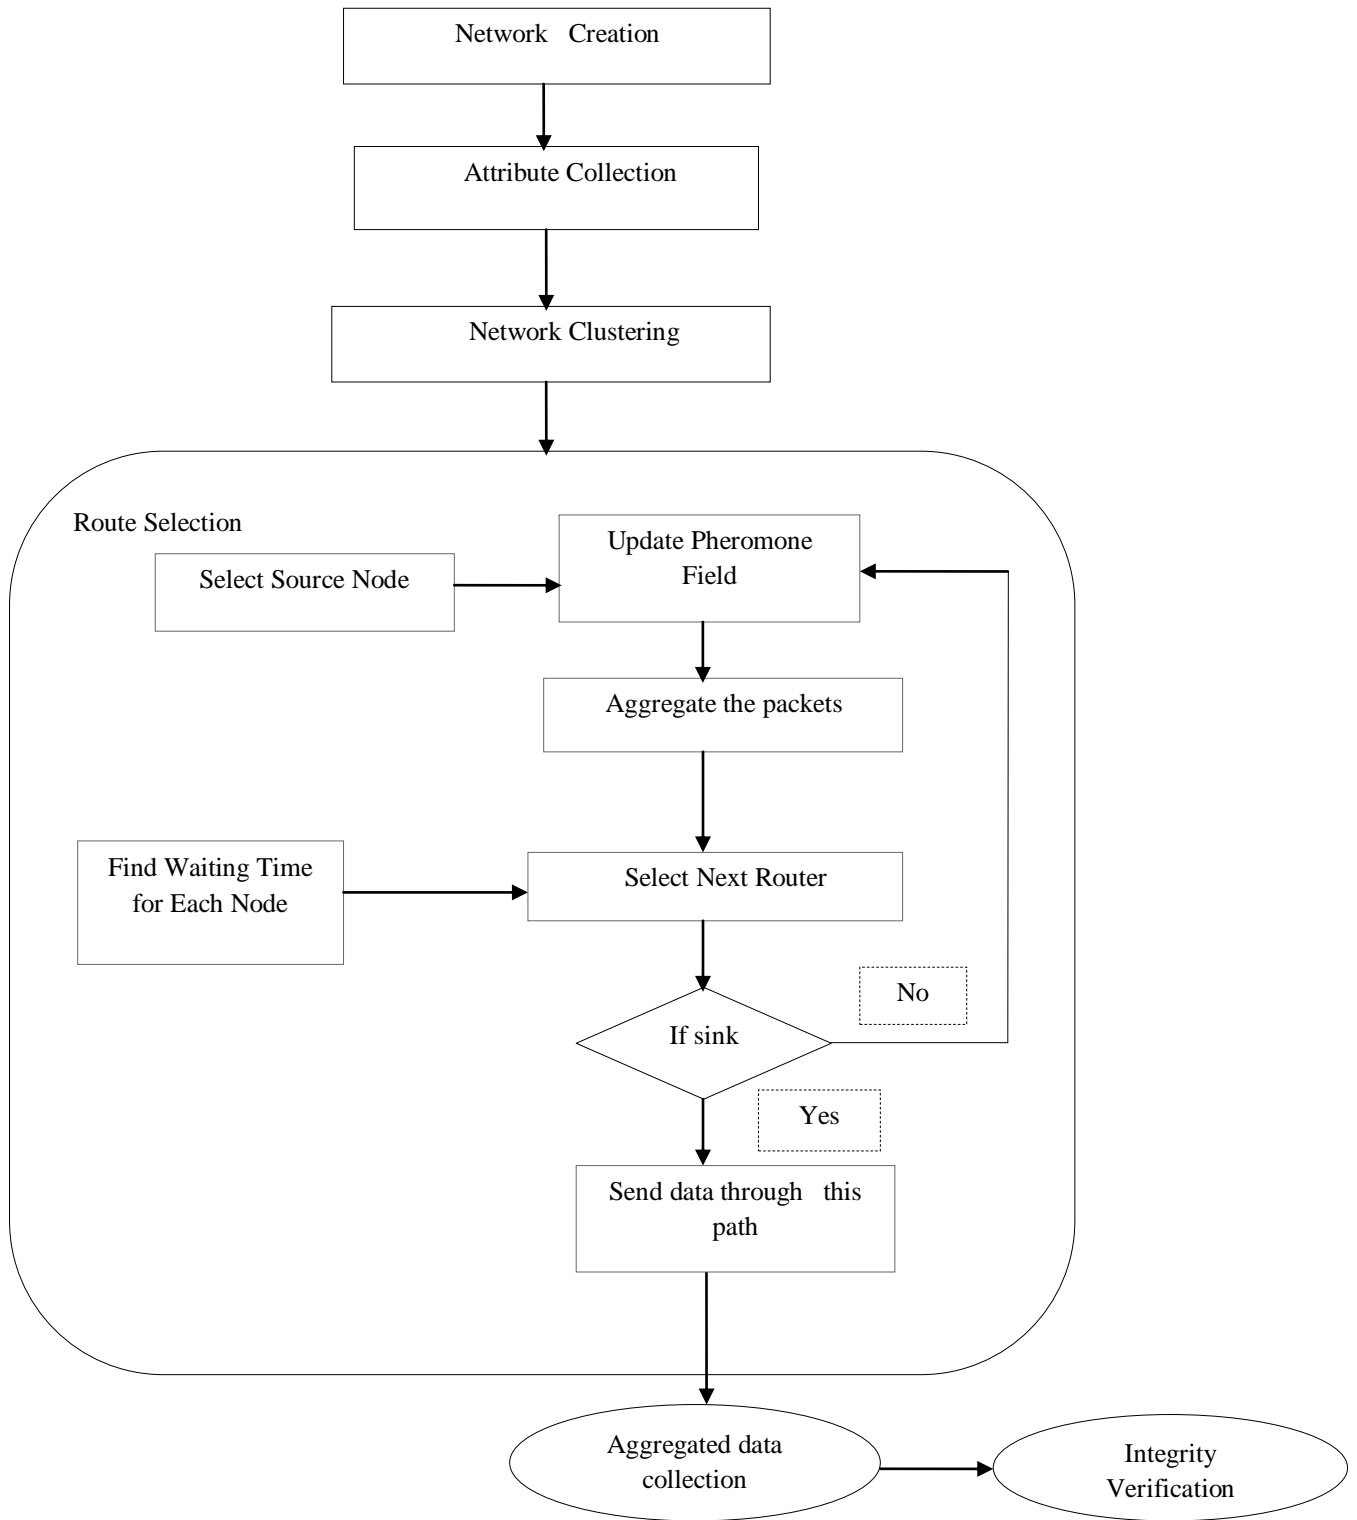 Network Creation
Attribute Collection
Network Clustering
Route Selection
Select Source Node
Update Pheromone
Field
Aggregate the packets
Find Waiting Time
for Each Node
Select Next Router
No
If sink
Yes
Send data through this
path
Aggregated data
collection
Integrity
Verification